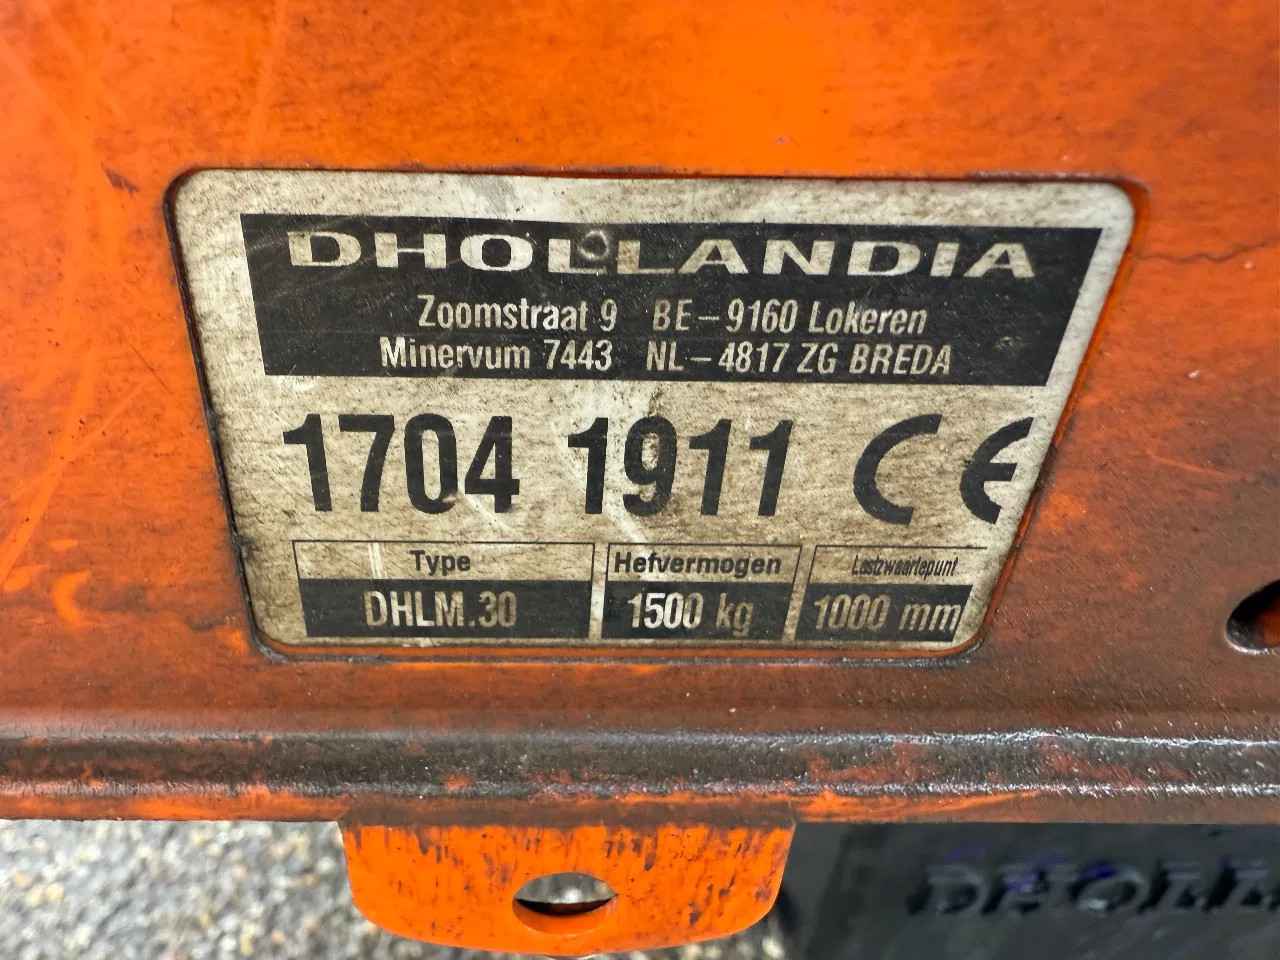 DHOLLANDIA
Zoomstraat 9 BE-9160 Lokeren
Minervum 7443 NL-4817 ZG BREDA
1704 1911 CE
Type Hefvermogen Lastzwaartepunt
DHLM.30 1500 kg 1000 mm
DHOLL